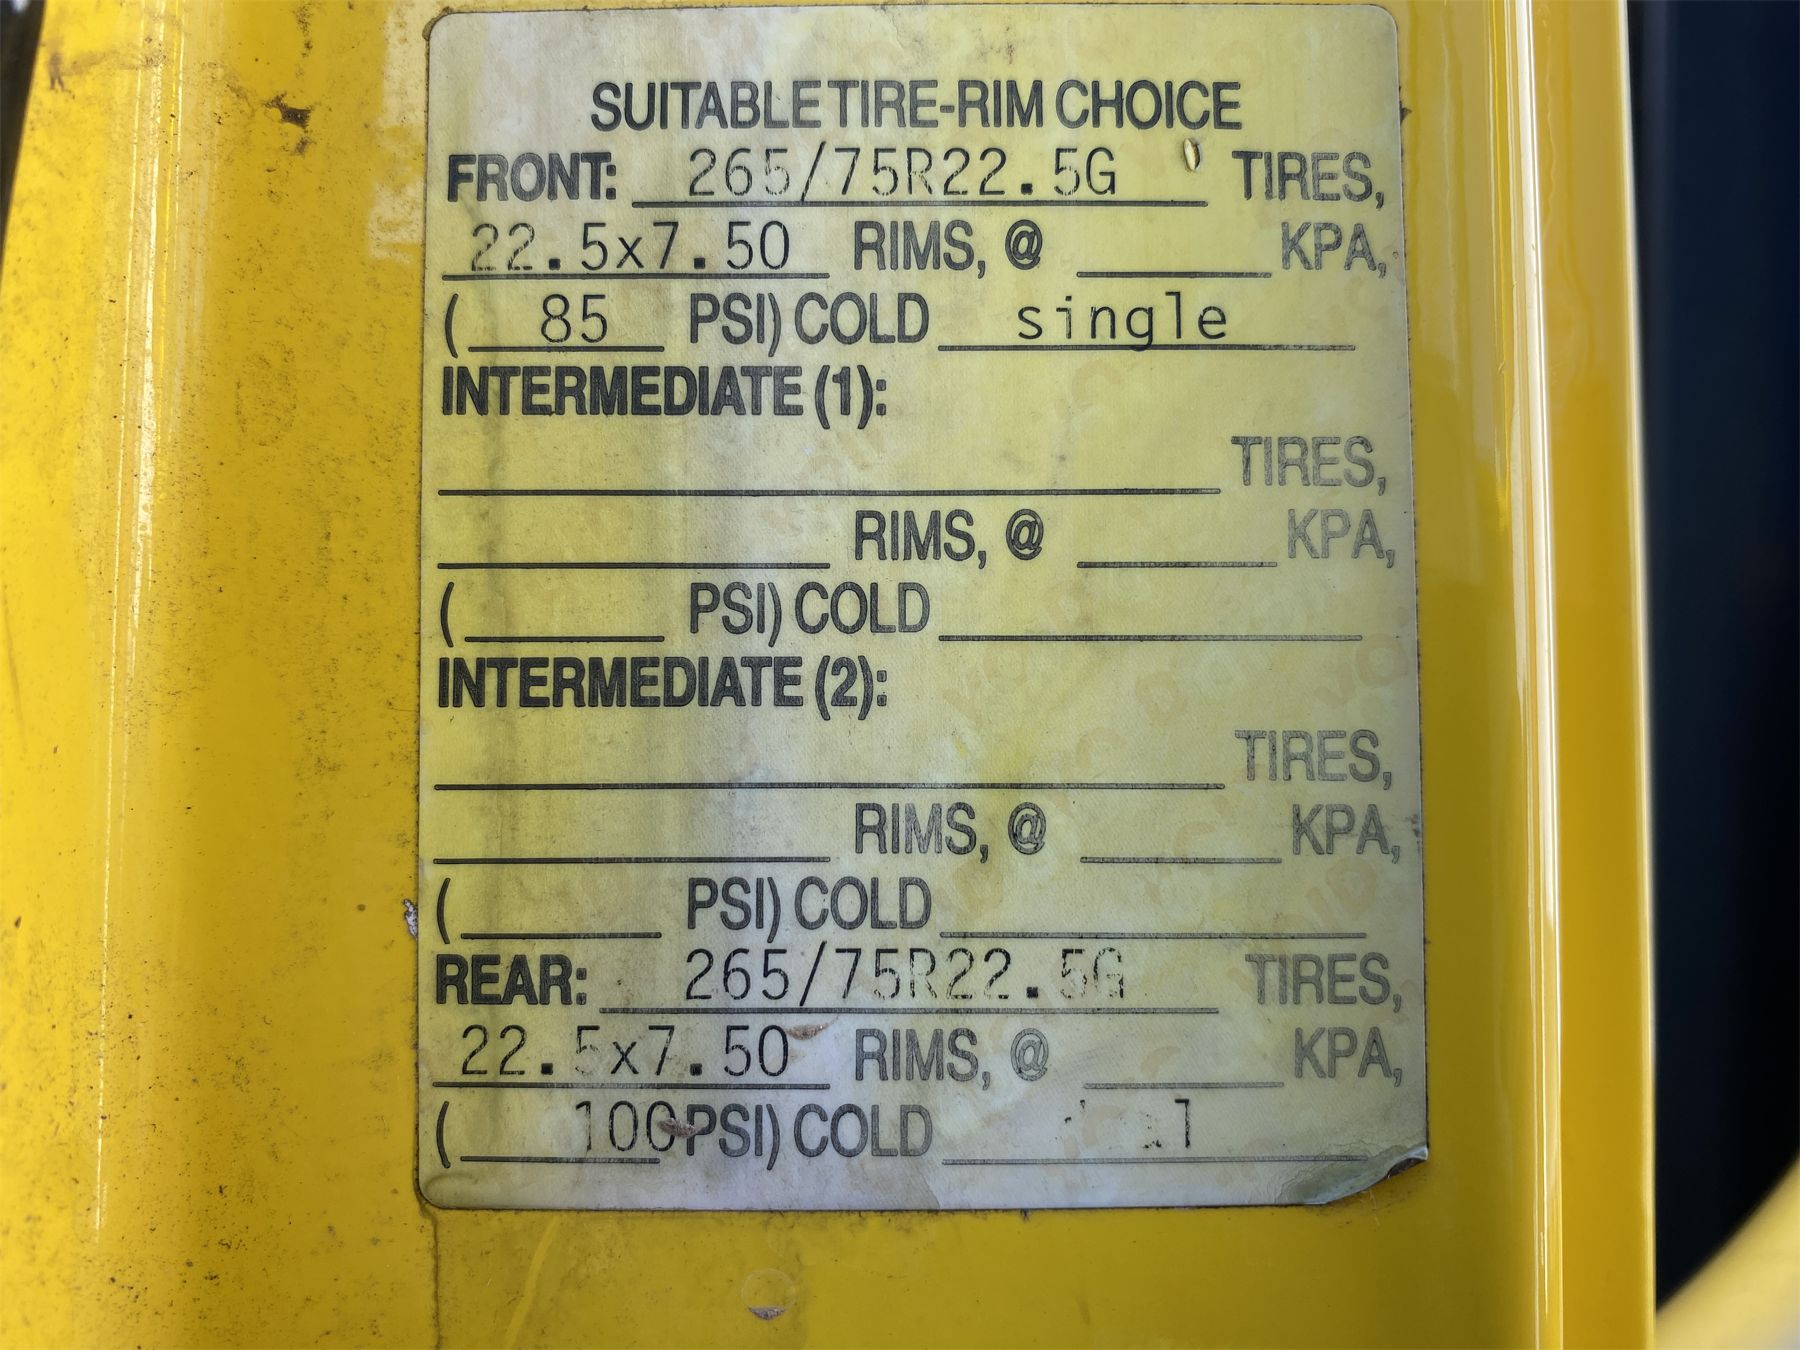 SUITABLE TIRE-RIM CHOICE
FRONT: 265/75R22.5G TIRES,
22.5x7.50 RIMS, @ KPA,
( 85 PSI) COLD single
INTERMEDIATE (1):
TIRES,
RIMS, @ KPA,
( PSI) COLD
INTERMEDIATE (2):
TIRES,
RIMS, @ KPA,
( PSI) COLD
REAR: 265/75R22.5G TIRES,
22.5x7.50 RIMS, @ KPA,
( 100 PSI) COLD